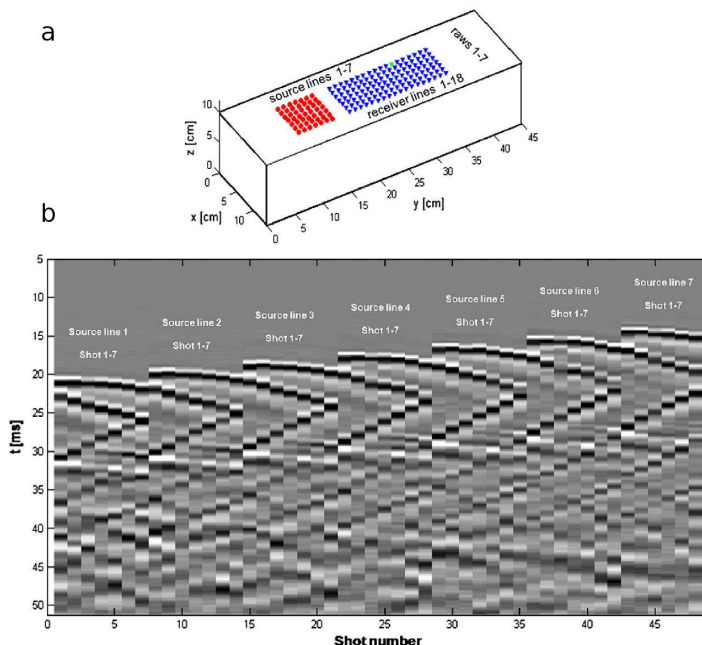 a
source lines 1-7
raws 1-7
receiver lines 1-18
z [cm]
10
5
0
x [cm]
0
5
10
y [cm]
0
5
10
15
20
25
30
35
40
45
b
Source line 1
Shot 1-7
Source line 2
Shot 1-7
Source line 3
Shot 1-7
Source line 4
Shot 1-7
Source line 5
Shot 1-7
Source line 6
Shot 1-7
Source line 7
Shot 1-7
t [ms]
5
10
15
20
25
30
35
40
45
50
0
5
10
15
20
25
30
35
40
45
Shot number